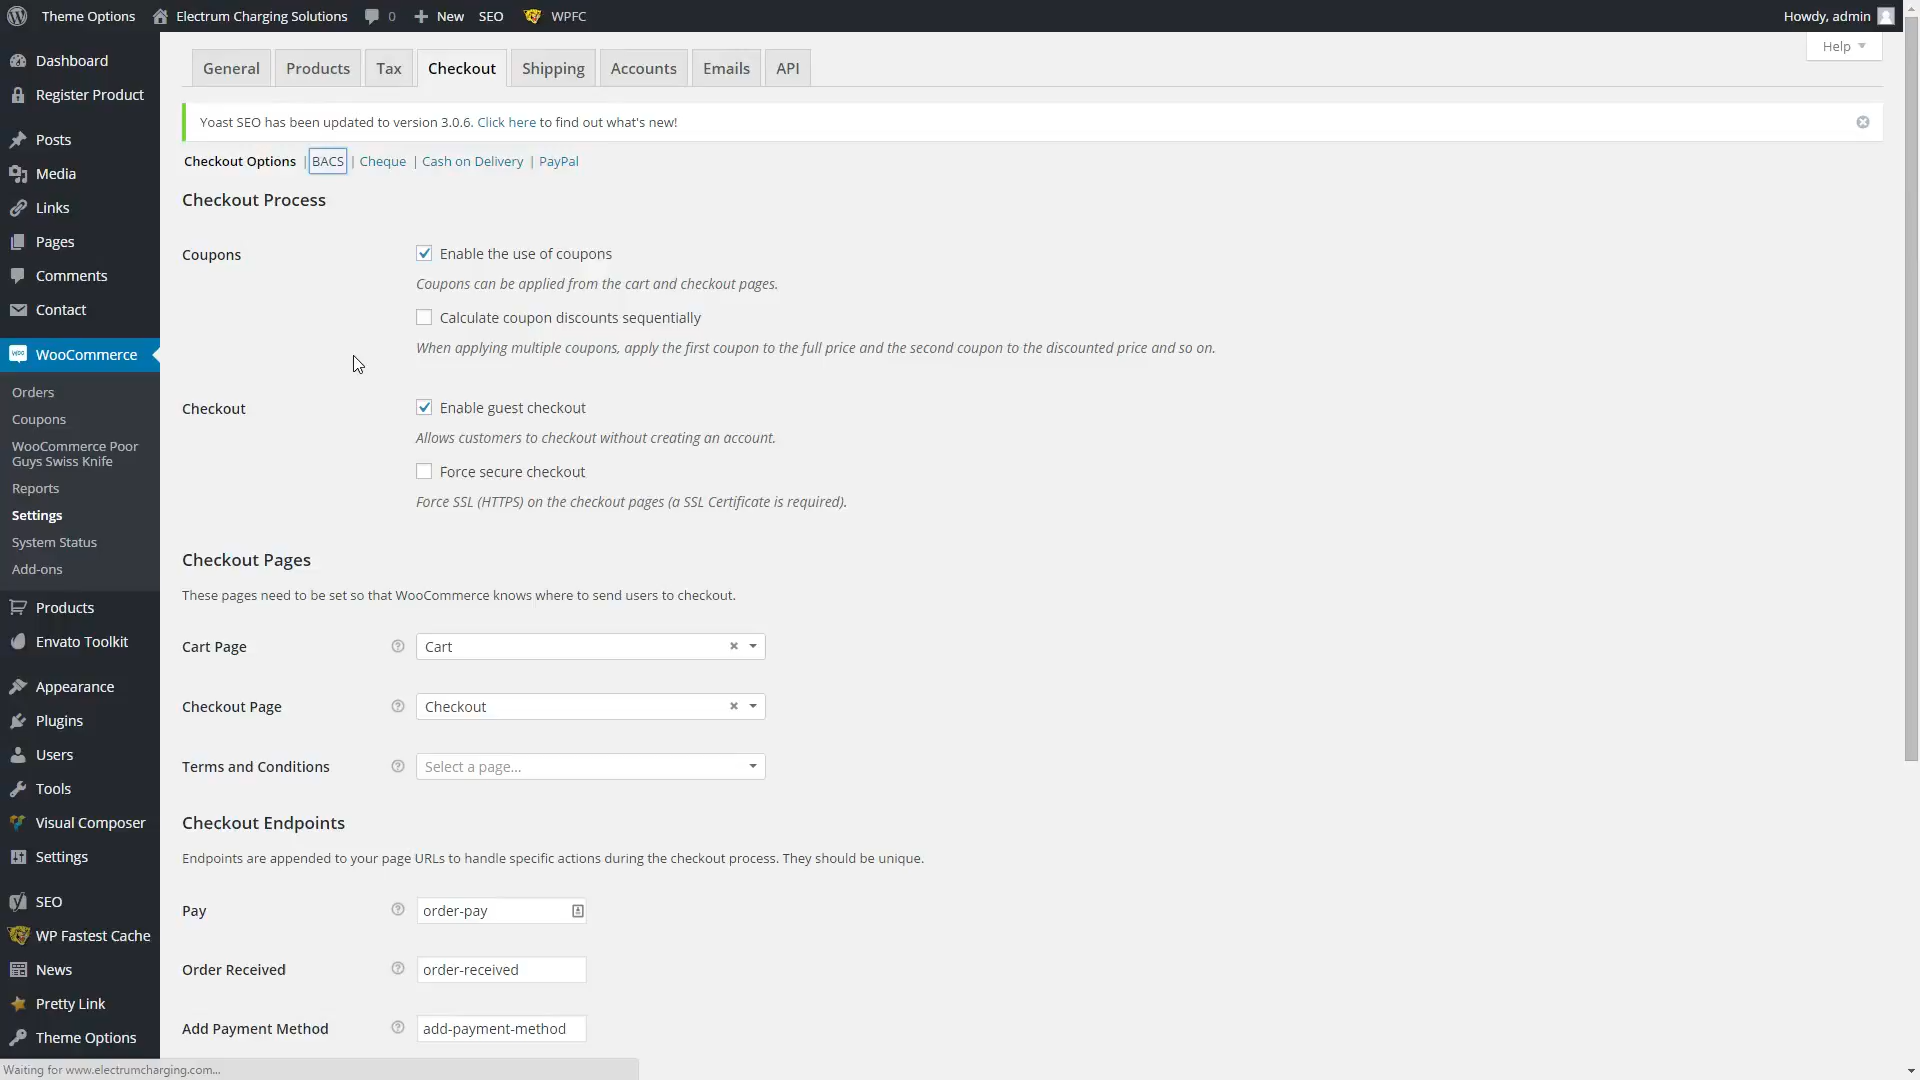 Theme Options
Electrum Charging Solutions
0
New
SEO
WPFC
Howdy, admin
Help
Dashboard
Register Product
Posts
Media
Links
Pages
Comments
Contact
WooCommerce
Orders
Coupons
WooCommerce Poor
Guys Swiss Knife
Reports
Settings
System Status
Add-ons
Products
Envato Toolkit
Appearance
Plugins
Users
Tools
Visual Composer
Settings
SEO
WP Fastest Cache
News
Pretty Link
Theme Options
General
Products
Tax
Checkout
Shipping
Accounts
Emails
API
Yoast SEO has been updated to version 3.0.6. Click here to find out what's new!
Checkout Options | BACS | Cheque | Cash on Delivery | PayPal
Checkout Process
Coupons
Enable the use of coupons
Coupons can be applied from the cart and checkout pages.
Calculate coupon discounts sequentially
When applying multiple coupons, apply the first coupon to the full price and the second coupon to the discounted price and so on.
Checkout
Enable guest checkout
Allows customers to checkout without creating an account.
Force secure checkout
Force SSL (HTTPS) on the checkout pages (a SSL Certificate is required).
Checkout Pages
These pages need to be set so that WooCommerce knows where to send users to checkout.
Cart Page
Cart
Checkout Page
Checkout
Terms and Conditions
Select a page...
Checkout Endpoints
Endpoints are appended to your page URLs to handle specific actions during the checkout process. They should be unique.
Pay
order-pay
Order Received
order-received
Add Payment Method
add-payment-method
Waiting for www.electrumcharging.com...